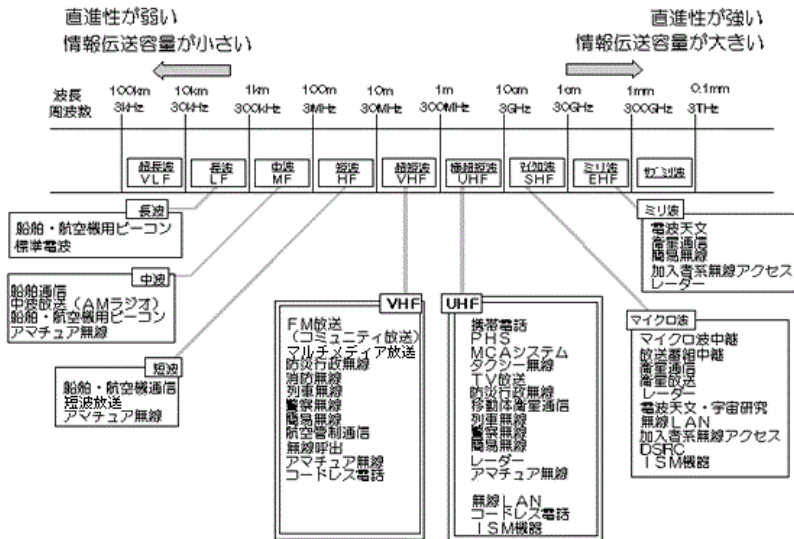 直進性が弱い
情報伝送容量が小さい
直進性が強い
情報伝送容量が大きい
波長 100km 10km 1km 100m 10m 1m 10cm 1cm 1mm 0.1mm
周波数 3kHz 30kHz 300kHz 3MHz 30MHz 300MHz 3GHz 30GHz 300GHz 3THz
超長波
VLF
長波
LF
中波
MF
短波
HF
超短波
VHF
極超短波
UHF
マイクロ波
SHF
ミリ波
EHF
サブミリ波
長波
船舶・航空機用ビーコン
標準電波
中波
船舶通信
中波放送（AMラジオ）
船舶・航空機用ビーコン
アマチュア無線
短波
船舶・航空機通信
短波放送
アマチュア無線
VHF
FM放送
（コミュニティ放送）
マルチメディア放送
防災行政無線
消防無線
列車無線
警察無線
簡易無線
航空管制通信
無線呼出
アマチュア無線
コードレス電話
UHF
携帯電話
PHS
MCAシステム
タクシー無線
TV放送
防災行政無線
移動体衛星通信
列車無線
警察無線
簡易無線
レーダー
アマチュア無線
無線LAN
コードレス電話
ISM機器
ミリ波
電波天文
衛星通信
簡易無線
加入者系無線アクセス
レーダー
マイクロ波
マイクロ波中継
放送番組中継
衛星通信
衛星放送
レーダー
電波天文・宇宙研究
無線LAN
加入者系無線アクセス
DSRC
ISM機器